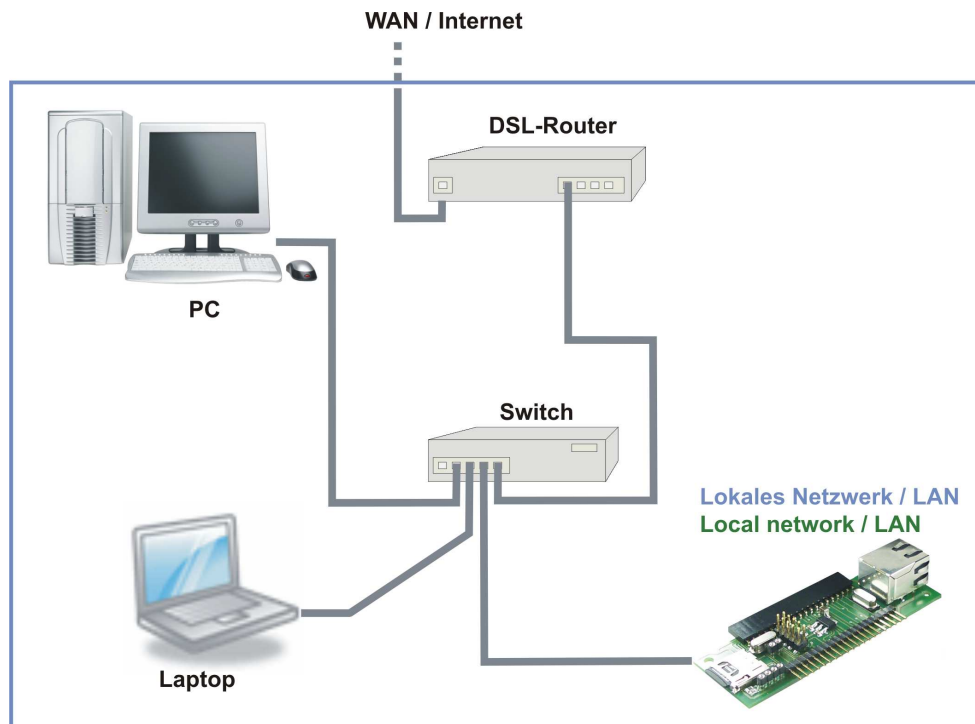 WAN / Internet
DSL-Router
PC
Switch
Lokales Netzwerk / LAN
Local network / LAN
Laptop